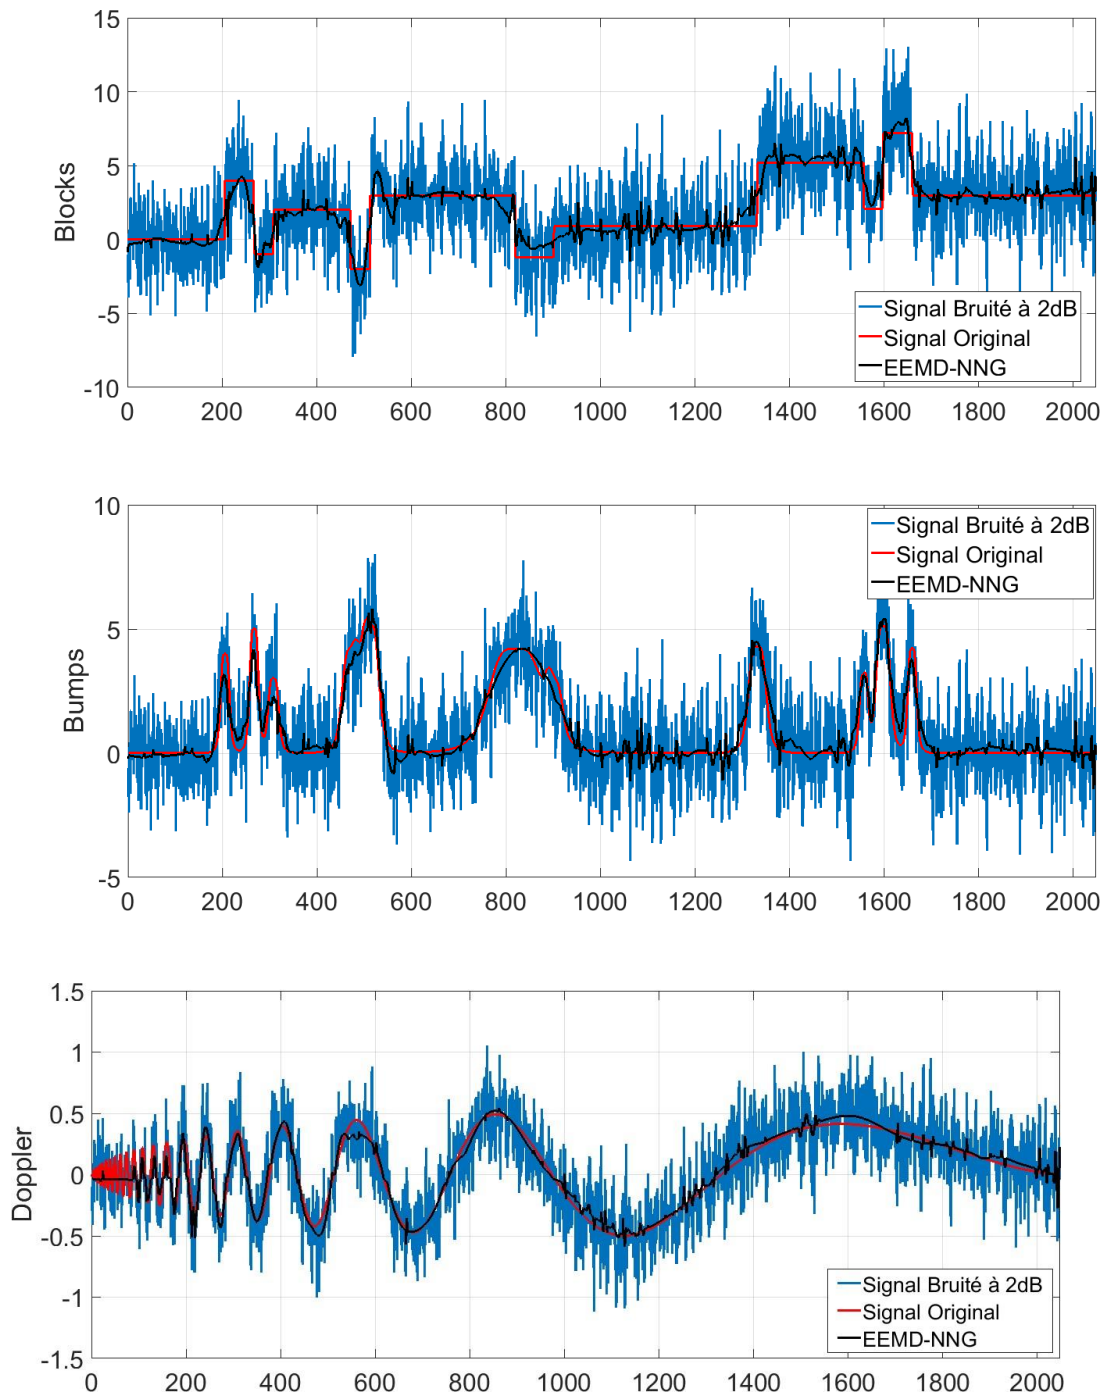 15
10
5
0
-5
-10
Blocks
Signal Bruité à 2dB
Signal Original
EEMD-NNG
0 200 400 600 800 1000 1200 1400 1600 1800 2000
10
5
0
-5
Bumps
Signal Bruité à 2dB
Signal Original
EEMD-NNG
0 200 400 600 800 1000 1200 1400 1600 1800 2000
1.5
1
0.5
0
-0.5
-1
-1.5
Doppler
Signal Bruité à 2dB
Signal Original
EEMD-NNG
0 200 400 600 800 1000 1200 1400 1600 1800 2000